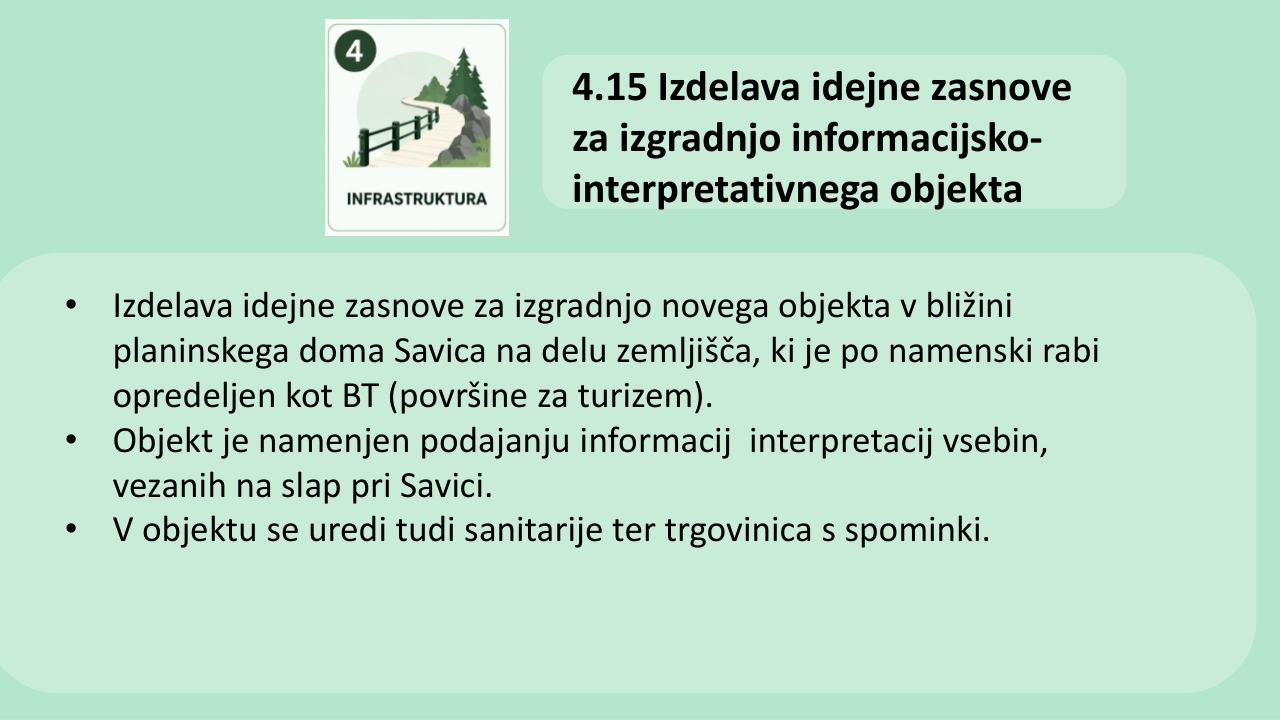 4
INFRASTRUKTURA
4.15 Izdelava idejne zasnove
za izgradnjo informacijsko-
interpretativnega objekta
• Izdelava idejne zasnove za izgradnjo novega objekta v bližini
planinskega doma Savica na delu zemljišča, ki je po namenski rabi
opredeljen kot BT (površine za turizem).
• Objekt je namenjen podajanju informacij  interpretacij vsebin,
vezanih na slap pri Savici.
• V objektu se uredi tudi sanitarije ter trgovinica s spominki.